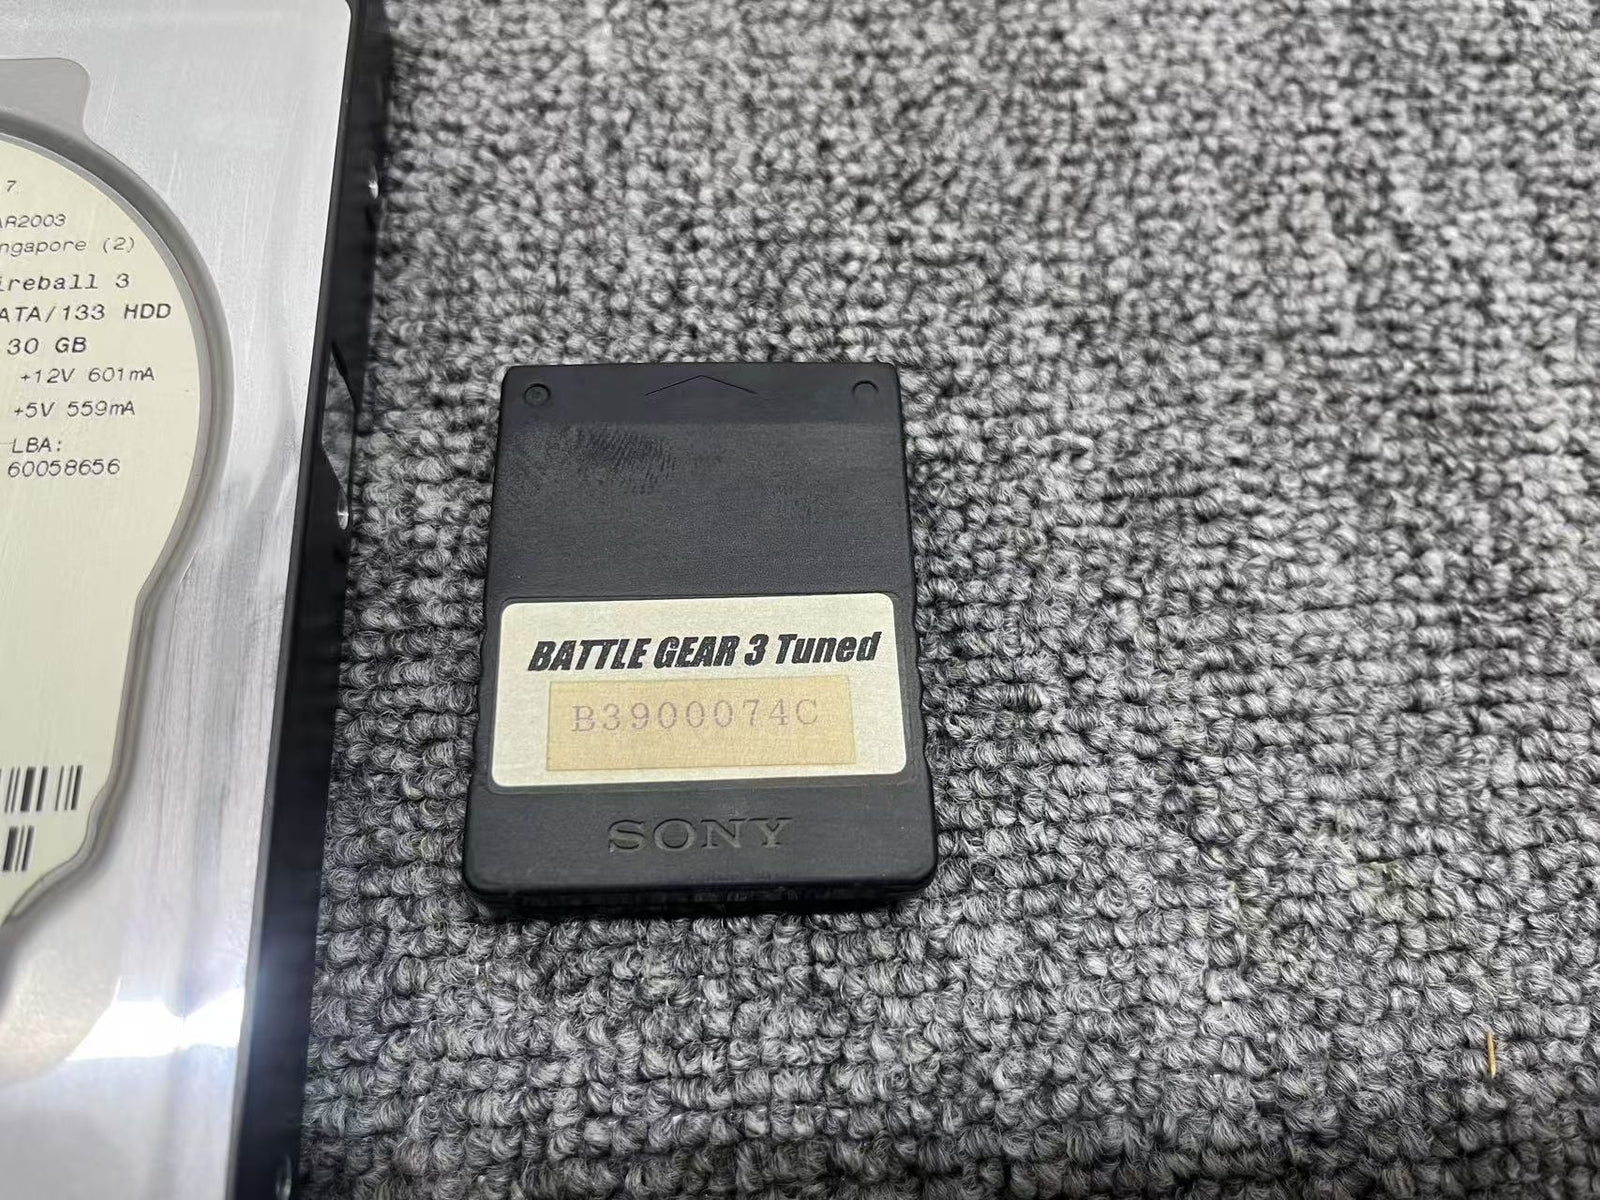 7
AR2003
ngapore (2)
ireball 3
ATA/133 HDD
30 GB
+12V 601mA
+5V 559mA
LBA:
60058656
BATTLE GEAR 3 Tuned
B3900074C
SONY